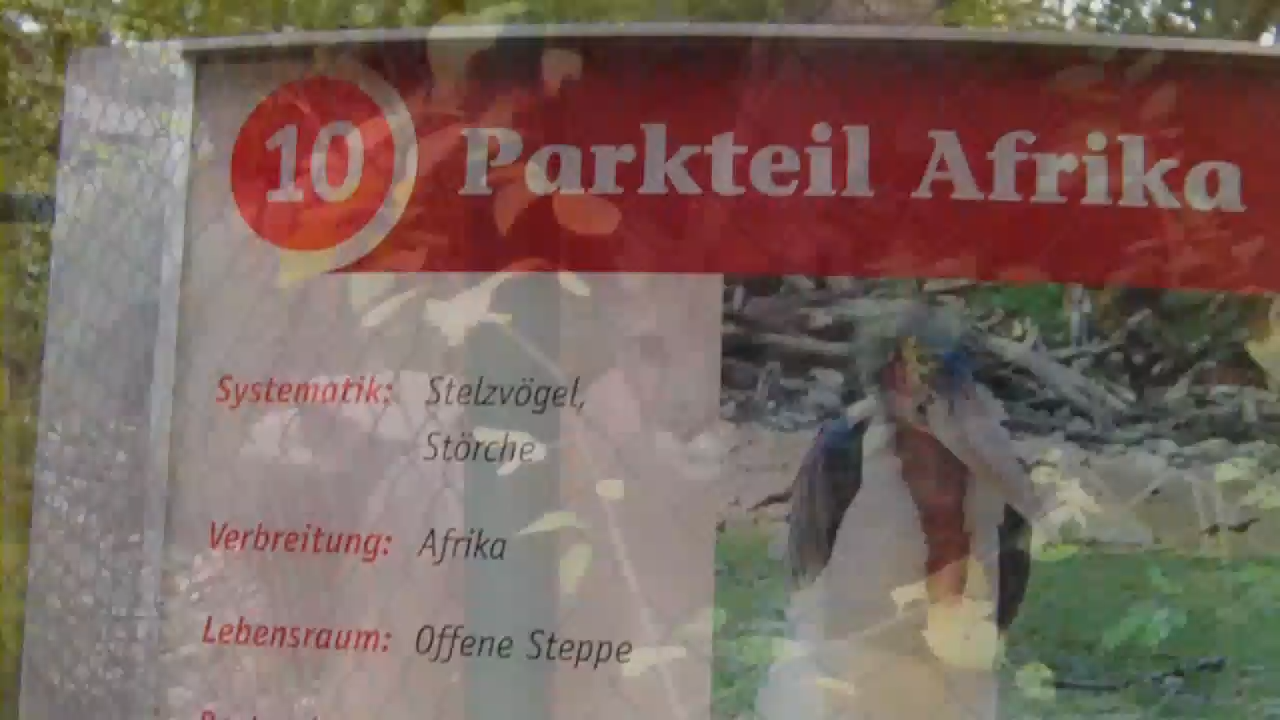 10 Parkteil Afrika
Systematik: Stelzvögel,
Störche
Verbreitung: Afrika
Lebensraum: Offene Steppe